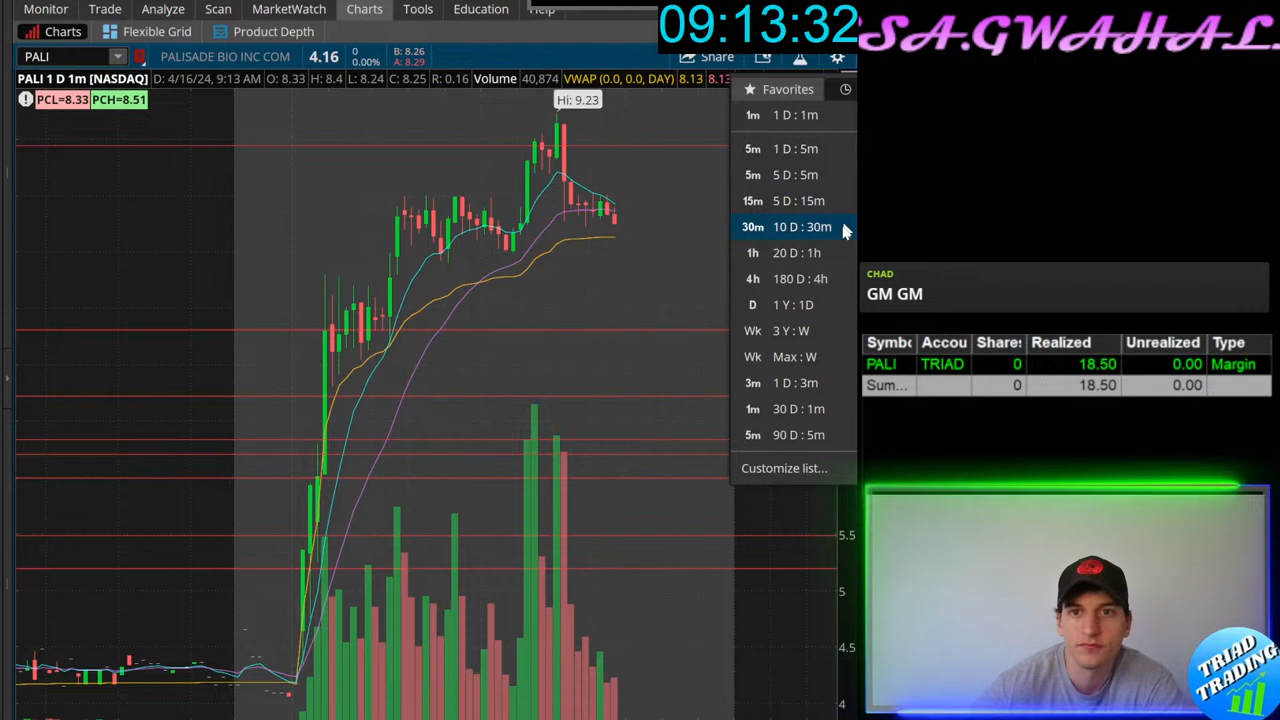 Monitor Trade Analyze Scan MarketWatch Charts Tools Education Help
09:13:32
SA.GWAHAL
Charts Flexible Grid Product Depth
PALI PALISADE BIO INC COM 4.16 0 0.00% B: 8.26 A: 8.29 Share
PALI 1 D 1m [NASDAQ] D: 4/16/24, 9:13 AM O: 8.33 H: 8.4 L: 8.24 C: 8.25 R: 0.16 Volume 40,874 VWAP (0.0, 0.0, DAY) 8.13 8.13
PCL=8.33 PCH=8.51
Hi: 9.23
Favorites
1m 1 D : 1m
5m 1 D : 5m
5m 5 D : 5m
15m 5 D : 15m
30m 10 D : 30m
1h 20 D : 1h
4h 180 D : 4h
D 1 Y : 1D
Wk 3 Y : W
Wk Max : W
3m 1 D : 3m
1m 30 D : 1m
5m 90 D : 5m
Customize list...
5.5
5
4.5
4
CHAD
GM GM
Symbo Accou Shares Realized Unrealized Type
PALI TRIAD 0 18.50 0.00 Margin
Sum... 0 18.50 0.00
TRIAD
TRADING